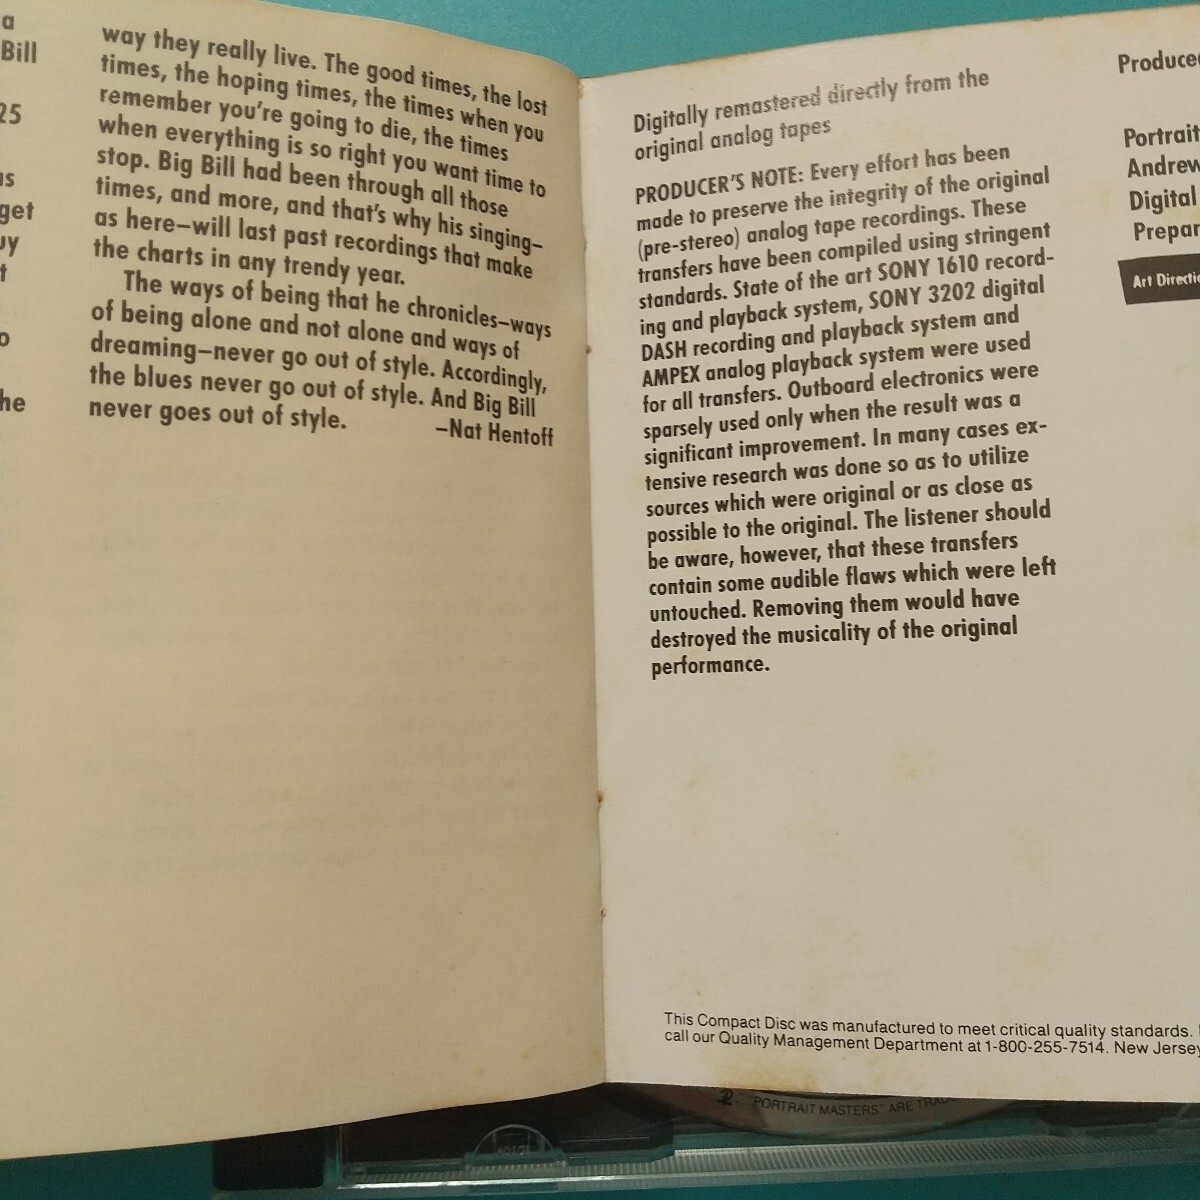 a
Bill
25
us
get
uy
t
o
he
way they really live. The good times, the lost
times, the hoping times, the times when you
remember you're going to die, the times
when everything is so right you want time to
stop. Big Bill had been through all those
times, and more, and that's why his singing—
as here—will last past recordings that make
the charts in any trendy year.
The ways of being that he chronicles—ways
of being alone and not alone and ways of
dreaming—never go out of style. Accordingly,
the blues never go out of style. And Big Bill
never goes out of style.
—Nat Hentoff
Digitally remastered directly from the
original analog tapes
PRODUCER'S NOTE: Every effort has been
made to preserve the integrity of the original
(pre-stereo) analog tape recordings. These
transfers have been compiled using stringent
standards. State of the art SONY 1610 record-
ing and playback system, SONY 3202 digital
DASH recording and playback system and
AMPEX analog playback system were used
for all transfers. Outboard electronics were
sparsely used only when the result was a
significant improvement. In many cases ex-
tensive research was done so as to utilize
sources which were original or as close as
possible to the original. The listener should
be aware, however, that these transfers
contain some audible flaws which were left
untouched. Removing them would have
destroyed the musicality of the original
performance.
This Compact Disc was manufactured to meet critical quality standards.
call our Quality Management Department at 1-800-255-7514. New Jersey
Produce
Portrait
Andrew
Digital
Prepar
Art Directio
"PORTRAIT MASTERS" ARE TRA